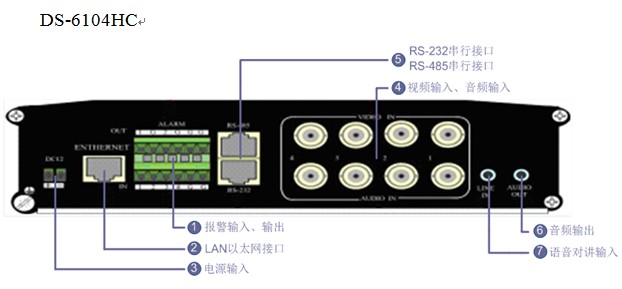 DS-6104HC
5 RS-232串行接口
RS-485串行接口
4 视频输入、音频输入
ALARM
OUT
I G I G G G
RS-485
VIDEO IN
ENTHERNET
DC12
4 3 2 1
IN
RS-232
AUDIO IN
LINE IN
AUDIO OUT
1 报警输入、输出
2 LAN以太网接口
3 电源输入
6 音频输出
7 语音对讲输入